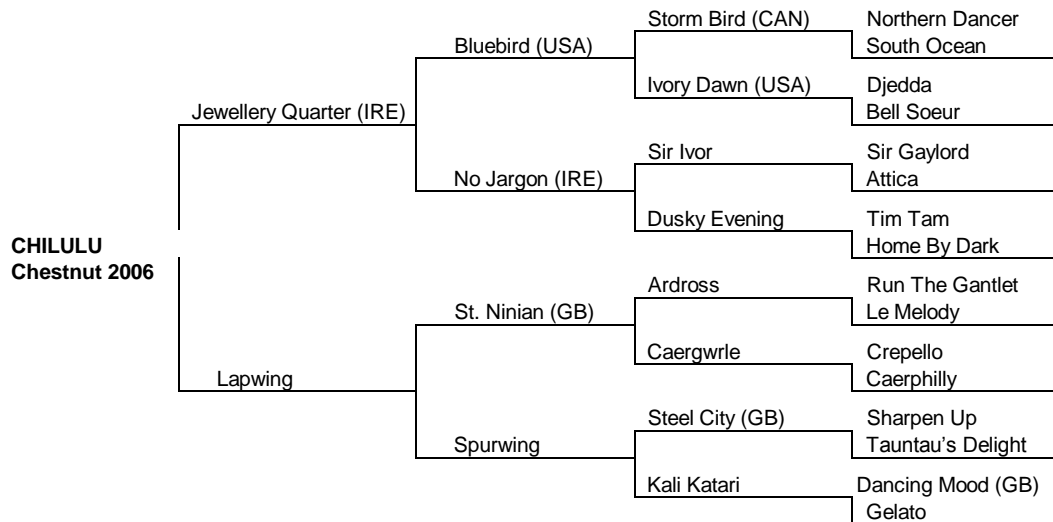 Storm Bird (CAN)
Northern Dancer
Bluebird (USA)
South Ocean
Ivory Dawn (USA)
Djedda
Jewellery Quarter (IRE)
Bell Soeur
Sir Ivor
Sir Gaylord
No Jargon (IRE)
Attica
Dusky Evening
Tim Tam
CHILULU
Home By Dark
Chestnut 2006
Ardross
Run The Gantlet
St. Ninian (GB)
Le Melody
Caergwrle
Crepello
Lapwing
Caerphilly
Steel City (GB)
Sharpen Up
Spurwing
Tauntau's Delight
Kali Katari
Dancing Mood (GB)
Gelato